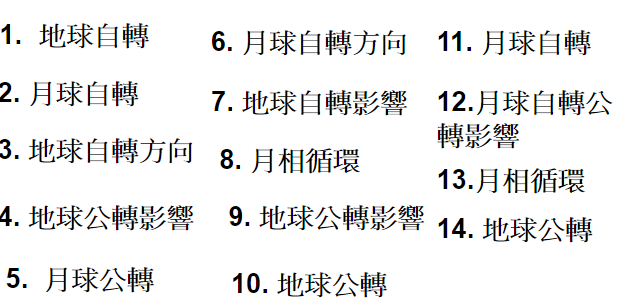 1. 地球自轉
2. 月球自轉
3. 地球自轉方向
4. 地球公轉影響
5. 月球公轉
6. 月球自轉方向
7. 地球自轉影響
8. 月相循環
9. 地球公轉影響
10. 地球公轉
11. 月球自轉
12.月球自轉公
轉影響
13.月相循環
14. 地球公轉